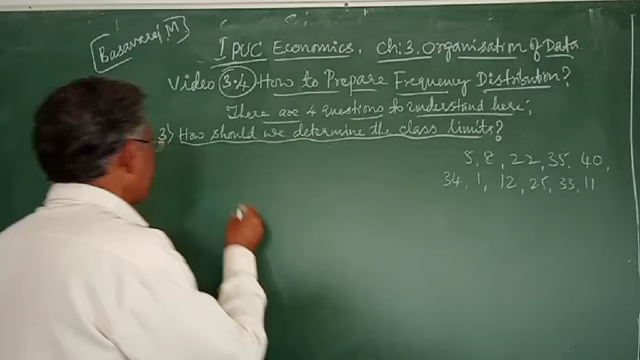 Basavaraj M
I PUC Economics. Ch:3. Organisation of Data
Video 3.4 How to Prepare Frequency Distribution?
There are 4 questions to understand here;
3) How should we determine the class limits?
5, 8, 22, 35, 40,
34, 1, 12, 25, 33, 11